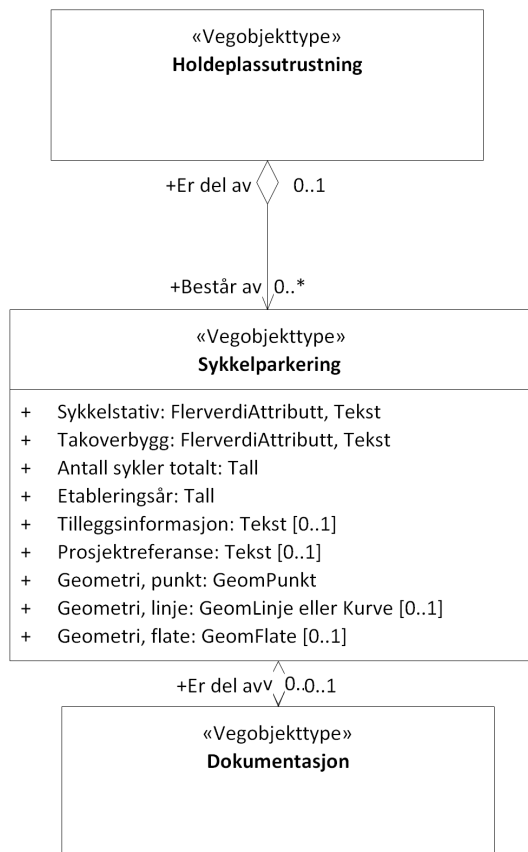 «Vegobjekttype»
Holdeplassutrustning
+Er del av 0..1
+Består av 0..*
«Vegobjekttype»
Sykkelparkering
+ Sykkelstativ: FlerverdiAttributt, Tekst
+ Takoverbygg: FlerverdiAttributt, Tekst
+ Antall sykler totalt: Tall
+ Etableringsår: Tall
+ Tilleggsinformasjon: Tekst [0..1]
+ Prosjektreferanse: Tekst [0..1]
+ Geometri, punkt: GeomPunkt
+ Geometri, linje: GeomLinje eller Kurve [0..1]
+ Geometri, flate: GeomFlate [0..1]
+Er del av 0..1
«Vegobjekttype»
Dokumentasjon